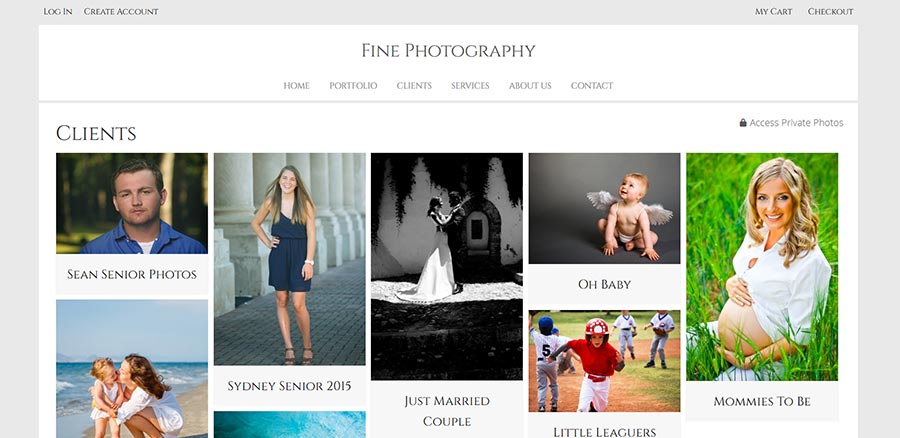 Log In Create Account My Cart Checkout
Fine Photography
HOME PORTFOLIO CLIENTS SERVICES ABOUT US CONTACT
Clients
Access Private Photos
Sean Senior Photos
Sydney Senior 2015
Just Married
Couple
Oh Baby
5
Little Leaguers
Mommies To Be